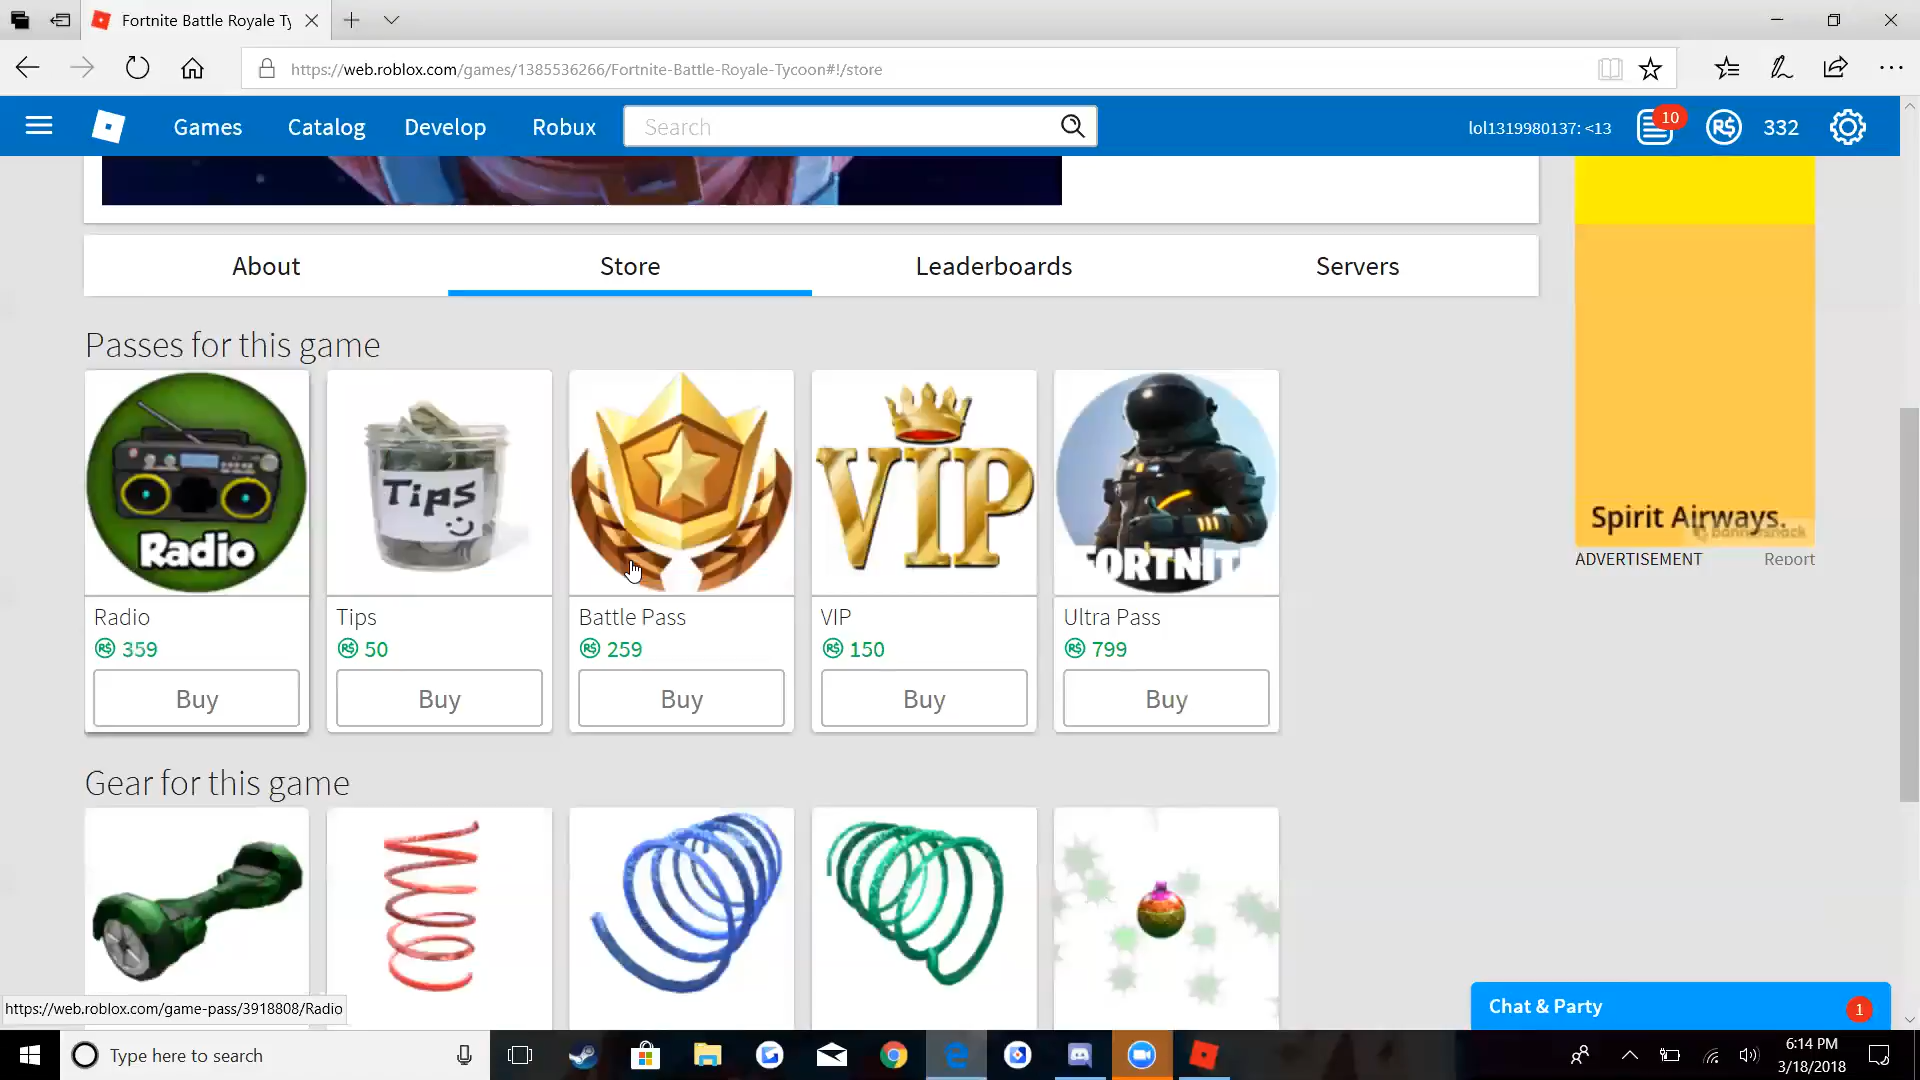 Fortnite Battle Royale Ty
https://web.roblox.com/games/1385536266/Fortnite-Battle-Royale-Tycoon#!/store
Games
Catalog
Develop
Robux
Search
lol1319980137: <13
10
R$
332
About
Store
Leaderboards
Servers
Passes for this game
Radio
Tips
VIP
FORTNIT
Radio
R$ 359
Buy
Tips
R$ 50
Buy
Battle Pass
R$ 259
Buy
VIP
R$ 150
Buy
Ultra Pass
R$ 799
Buy
Spirit Airways.
bannersnack
ADVERTISEMENT
Report
Gear for this game
https://web.roblox.com/game-pass/3918808/Radio
Chat & Party
1
Type here to search
6:14 PM
3/18/2018